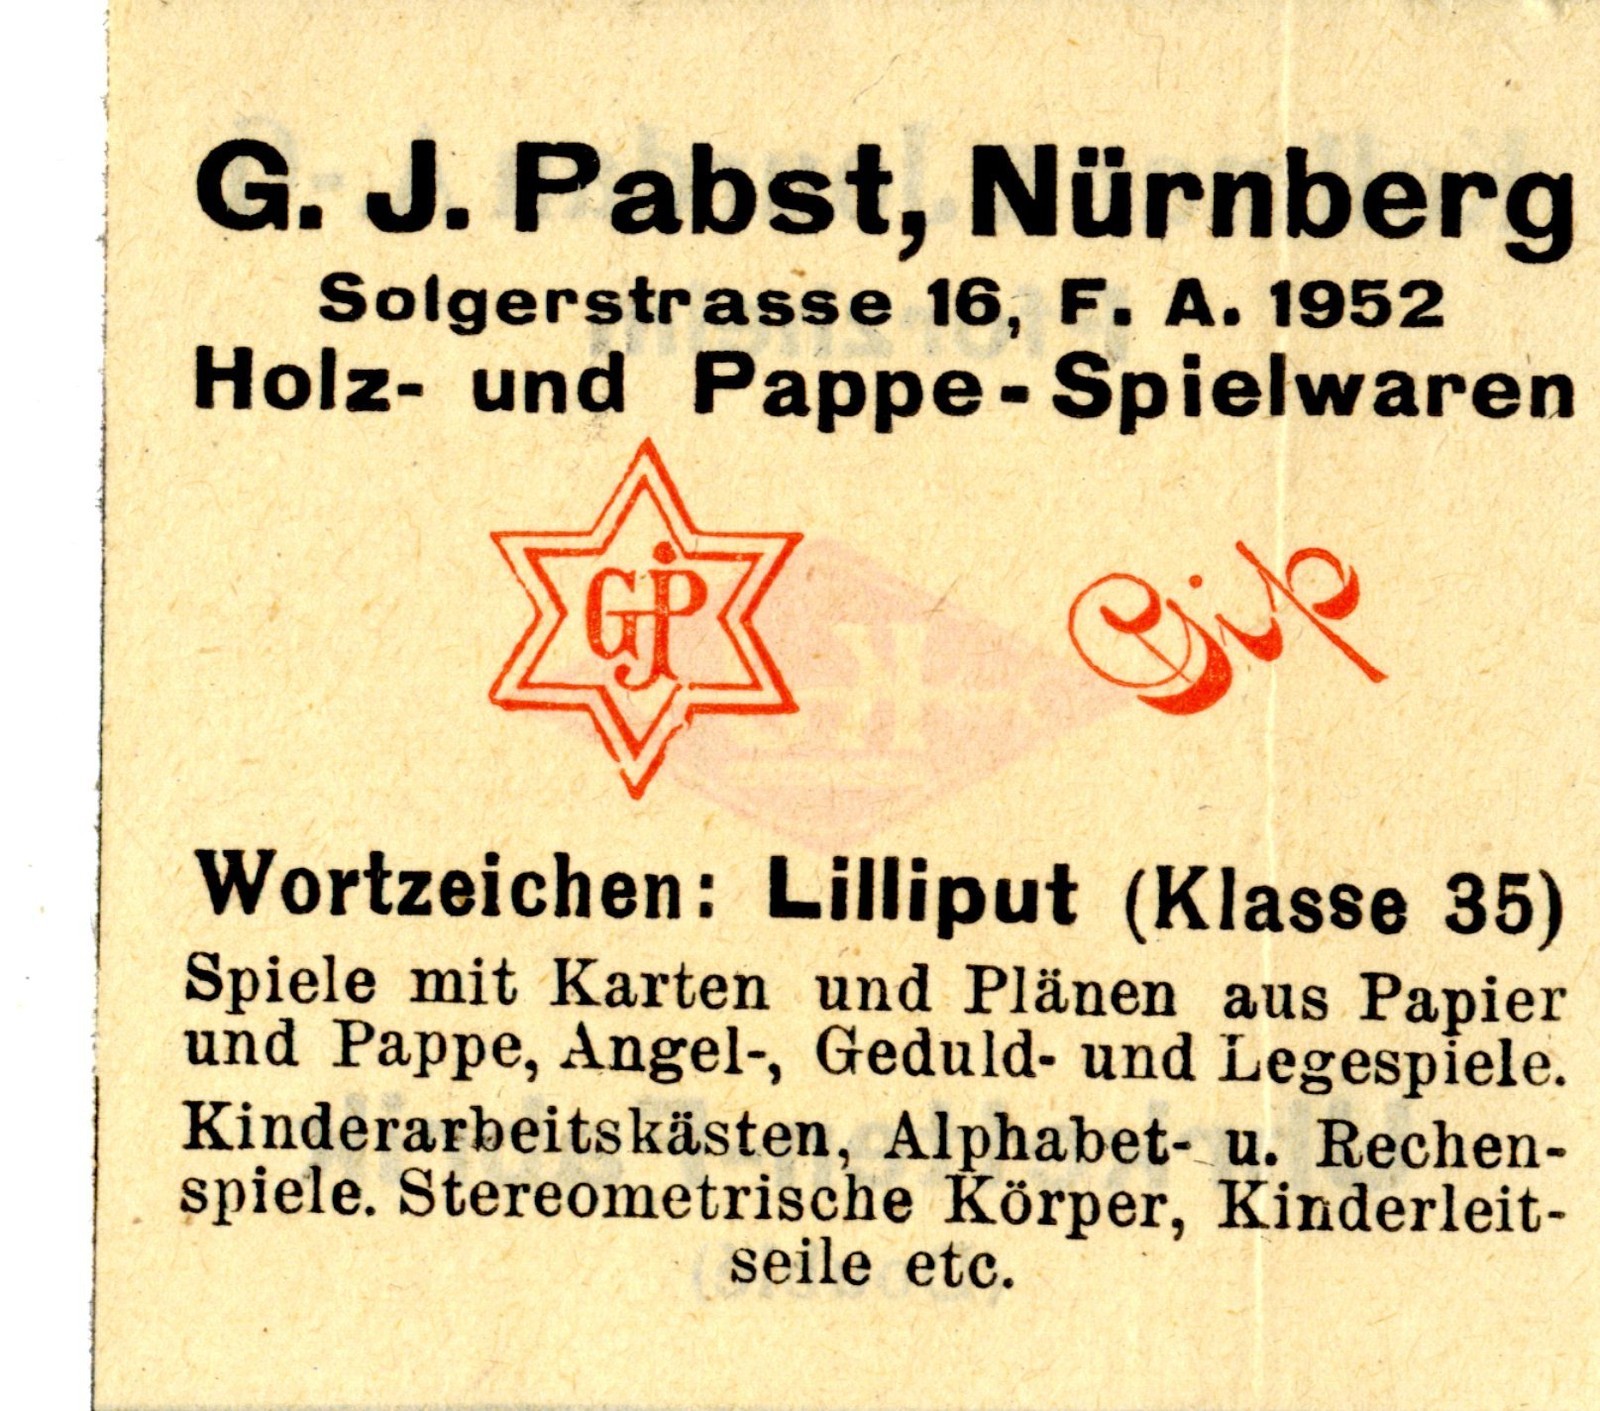 G. J. Pabst, Nürnberg
Solgerstrasse 16, F. A. 1952
Holz- und Pappe-Spielwaren
GJP
Gip
Wortzeichen: Lilliput (Klasse 35)
Spiele mit Karten und Plänen aus Papier
und Pappe, Angel-, Geduld- und Legespiele.
Kinderarbeitskästen, Alphabet- u. Rechen-
spiele. Stereometrische Körper, Kinderleit-
seile etc.